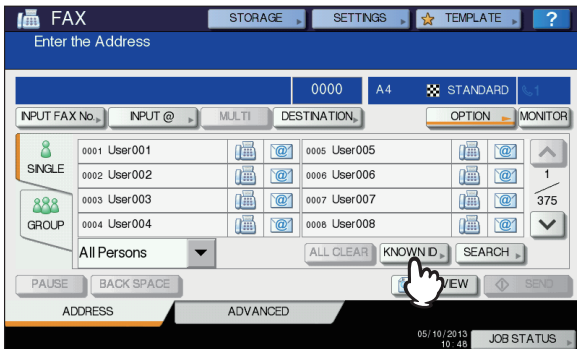 FAX STORAGE SETTINGS TEMPLATE ?
Enter the Address
0000 A4 STANDARD 1
INPUT FAX No. INPUT @ MULTI DESTINATION OPTION MONITOR
SINGLE
GROUP
0001 User001 @ 0005 User005 @
0002 User002 @ 0006 User006 @
0003 User003 @ 0007 User007 @
0004 User004 @ 0008 User008 @
1
375
All Persons ALL CLEAR KNOWN ID SEARCH
PAUSE BACK SPACE VIEW SEND
ADDRESS ADVANCED
05/10/2013
10:48
JOB STATUS